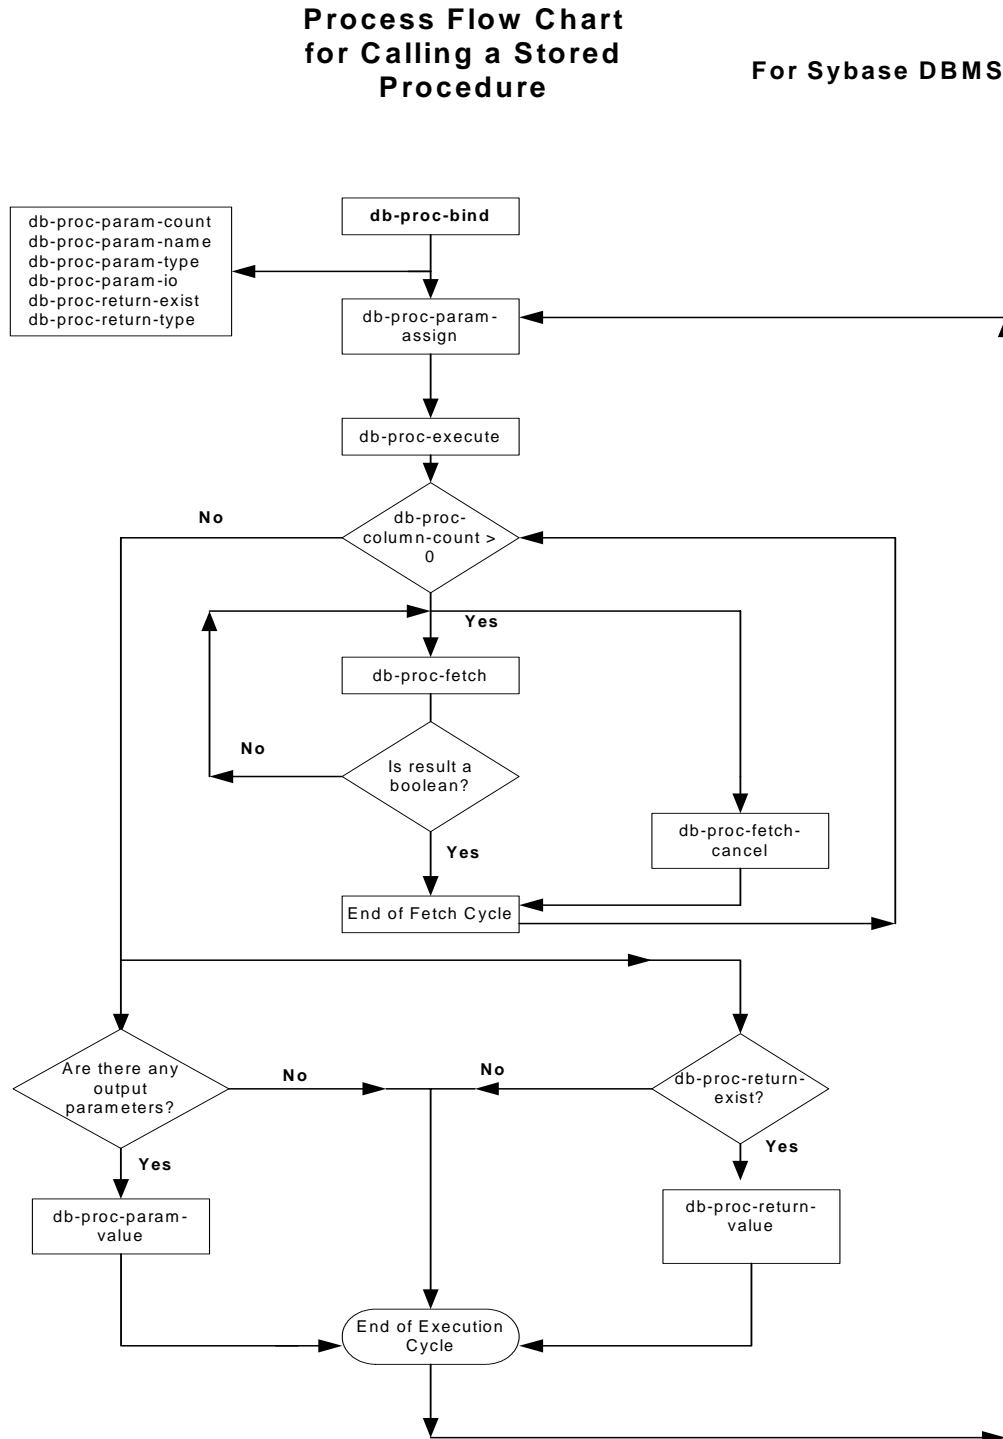 Process Flow Chart
for Calling a Stored
Procedure
For Sybase DBMS
db-proc-param-count
db-proc-param-name
db-proc-param-type
db-proc-param-io
db-proc-return-exist
db-proc-return-type
db-proc-bind
db-proc-param-
assign
db-proc-execute
No
db-proc-
column-count >
0
Yes
db-proc-fetch
No
Is result a
boolean?
db-proc-fetch-
cancel
Yes
End of Fetch Cycle
Are there any
output
parameters?
No
No
db-proc-return-
exist?
Yes
Yes
db-proc-param-
value
db-proc-return-
value
End of Execution
Cycle